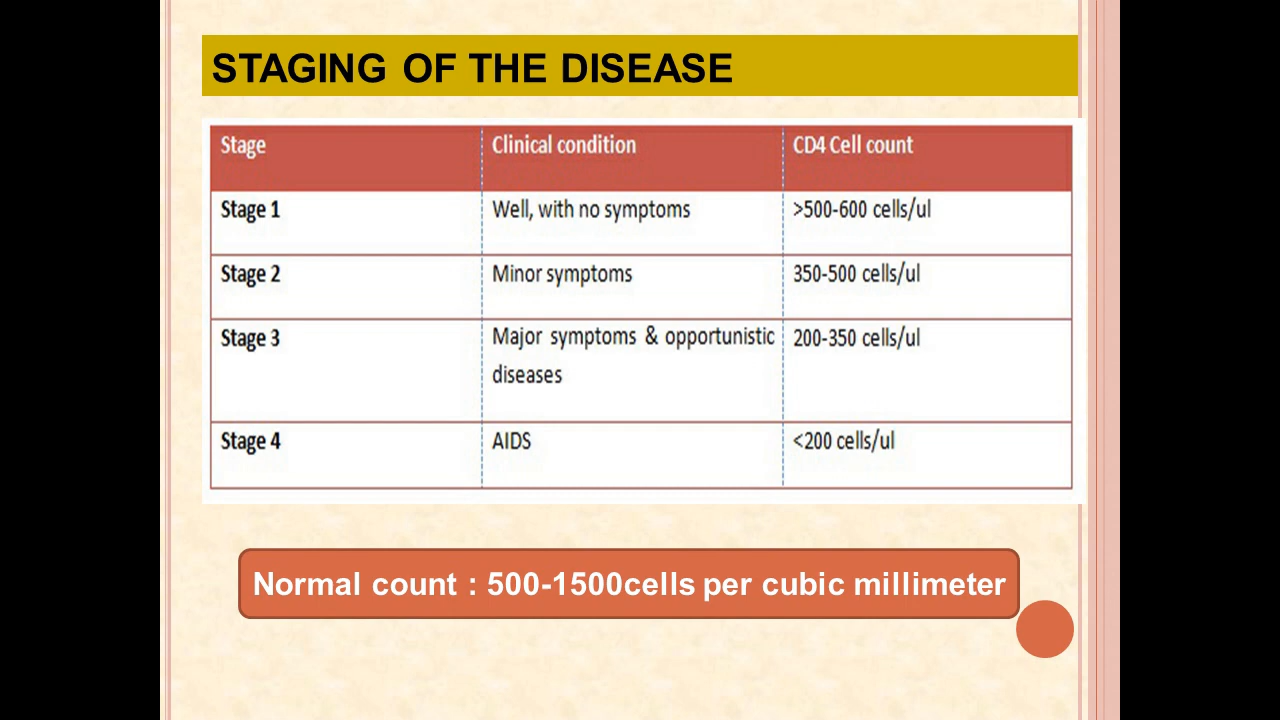 STAGING OF THE DISEASE
Stage Clinical condition CD4 Cell count
Stage 1 Well, with no symptoms >500-600 cells/ul
Stage 2 Minor symptoms 350-500 cells/ul
Stage 3 Major symptoms & opportunistic 200-350 cells/ul
diseases
Stage 4 AIDS <200 cells/ul
Normal count : 500-1500cells per cubic millimeter